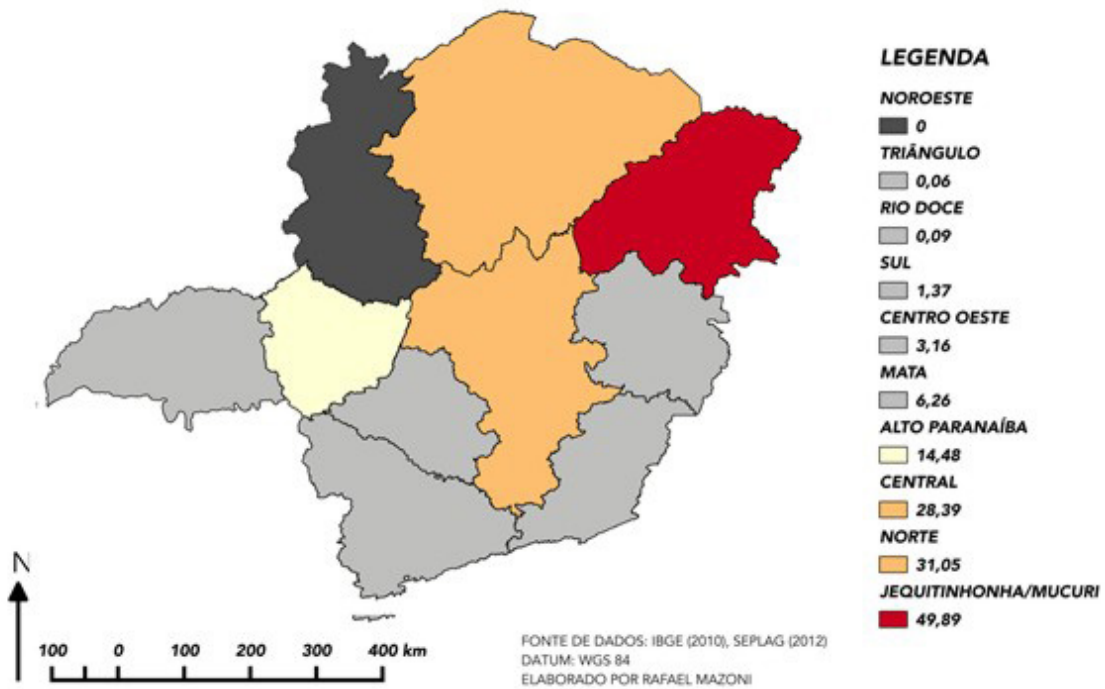 LEGENDA
NOROESTE
0
TRIÂNGULO
0,06
RIO DOCE
0,09
SUL
1,37
CENTRO OESTE
3,16
MATA
6,26
ALTO PARANAÍBA
14,48
CENTRAL
28,39
NORTE
31,05
JEQUITINHONHA/MUCURI
49,89
N
100 0 100 200 300 400 km
FONTE DE DADOS: IBGE (2010), SEPLAG (2012)
DATUM: WGS 84
ELABORADO POR RAFAEL MAZONI